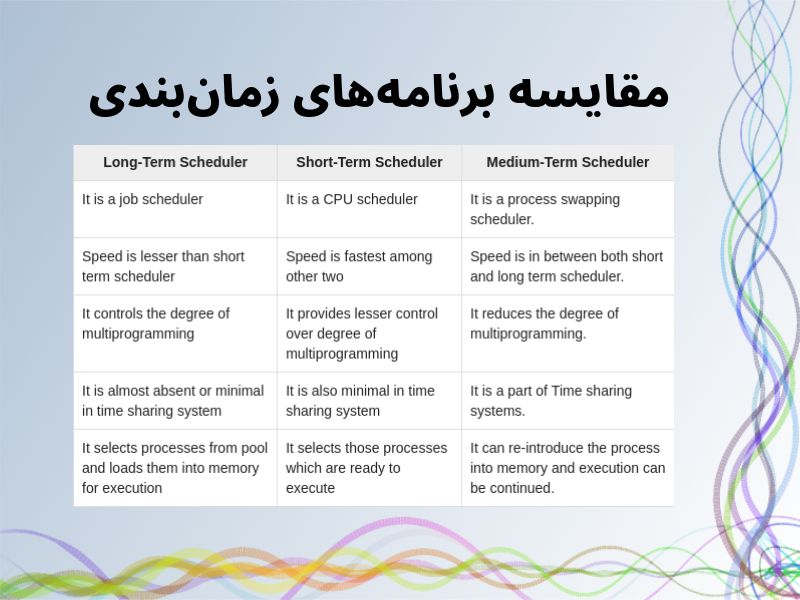 مقایسه برنامه‌های زمان‌بندی
Long-Term Scheduler
Short-Term Scheduler
Medium-Term Scheduler
It is a job scheduler
It is a CPU scheduler
It is a process swapping
scheduler.
Speed is lesser than short
term scheduler
Speed is fastest among
other two
Speed is in between both short
and long term scheduler.
It controls the degree of
multiprogramming
It provides lesser control
over degree of
multiprogramming
It reduces the degree of
multiprogramming.
It is almost absent or minimal
in time sharing system
It is also minimal in time
sharing system
It is a part of Time sharing
systems.
It selects processes from pool
and loads them into memory
for execution
It selects those processes
which are ready to
execute
It can re-introduce the process
into memory and execution can
be continued.